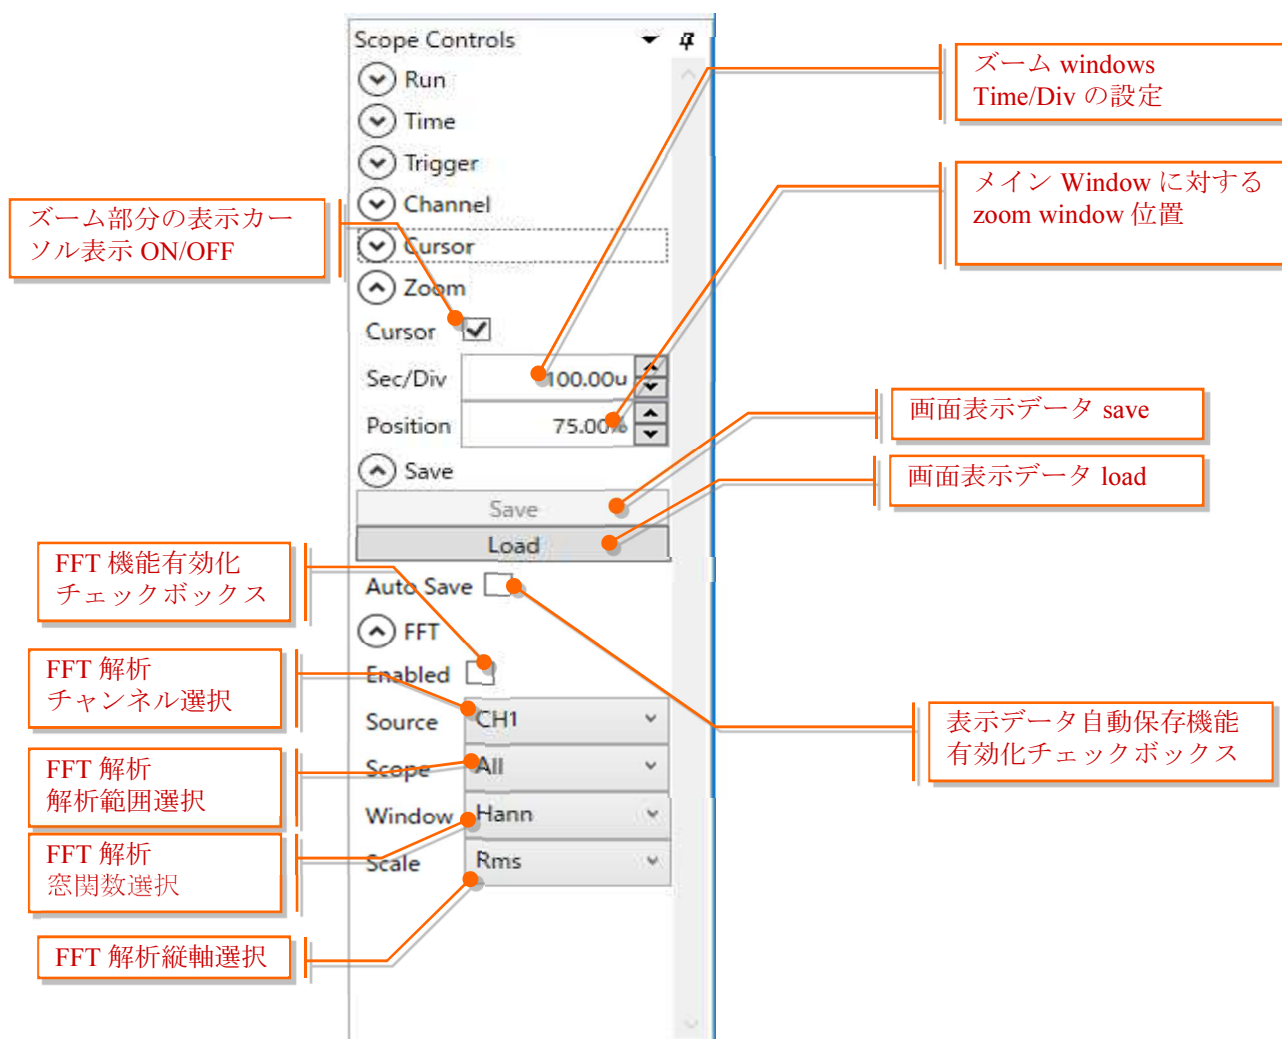 Scope Controls
Run
Time
Trigger
Channel
Cursor
Zoom
Cursor
Sec/Div 100.00u
Position 75.00%
Save
Save
Load
Auto Save
FFT
Enabled
Source CH1
Scope All
Window Hann
Scale Rms
ズーム windows
Time/Div の設定
メイン Window に対する
zoom window 位置
ズーム部分の表示カー
ソル表示 ON/OFF
画面表示データ save
画面表示データ load
FFT 機能有効化
チェックボックス
FFT 解析
チャンネル選択
表示データ自動保存機能
有効化チェックボックス
FFT 解析
解析範囲選択
FFT 解析
窓関数選択
FFT 解析縦軸選択